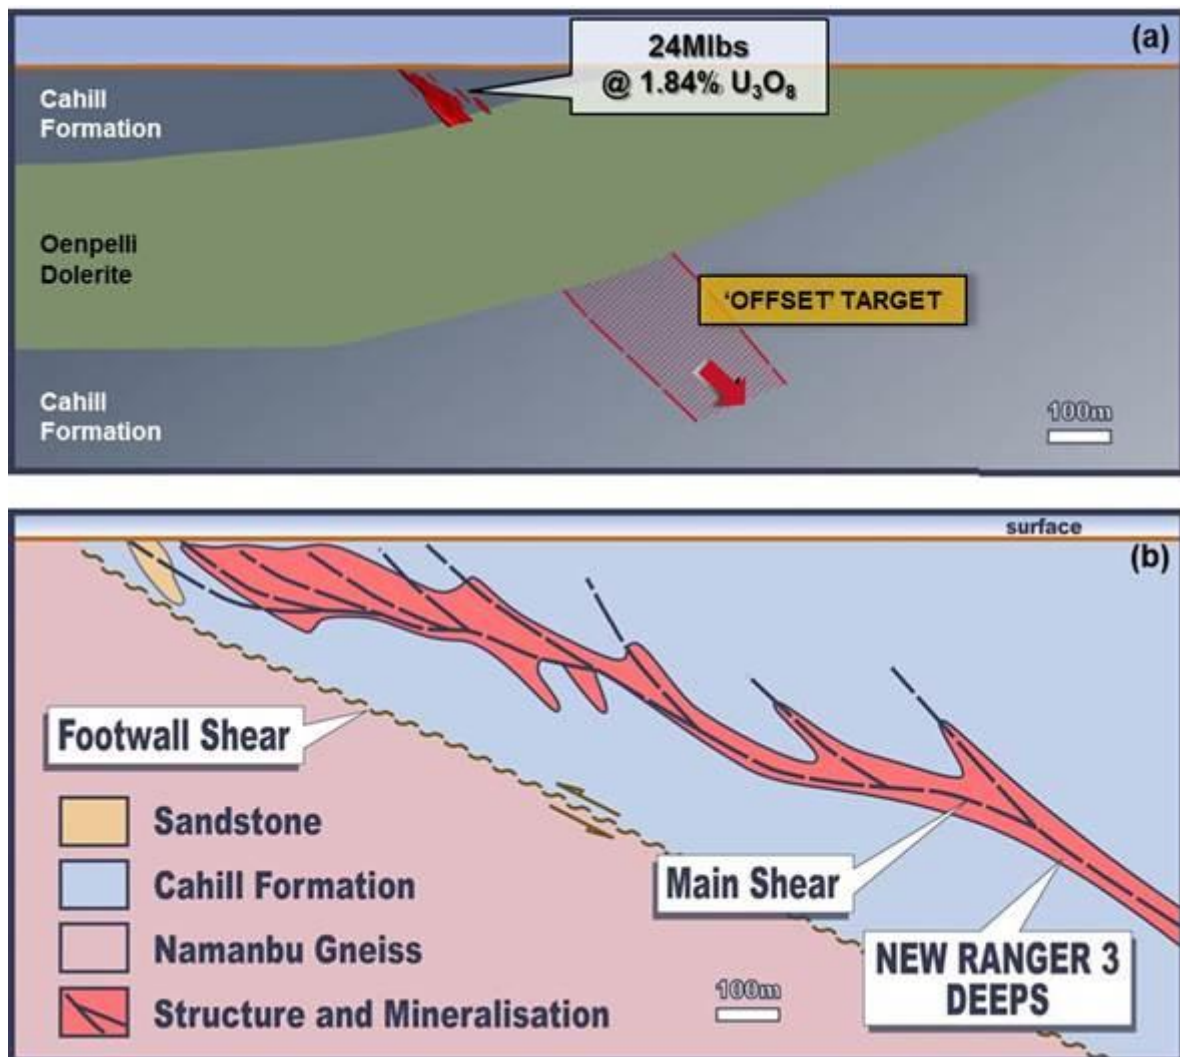 (a)
24Mlbs
@ 1.84% U₃O₈
Cahill
Formation
Oenpelli
Dolerite
'OFFSET' TARGET
Cahill
Formation
100m
surface
(b)
Footwall Shear
Sandstone
Cahill Formation
Main Shear
Namanbu Gneiss
NEW RANGER 3
DEEPS
100m
Structure and Mineralisation